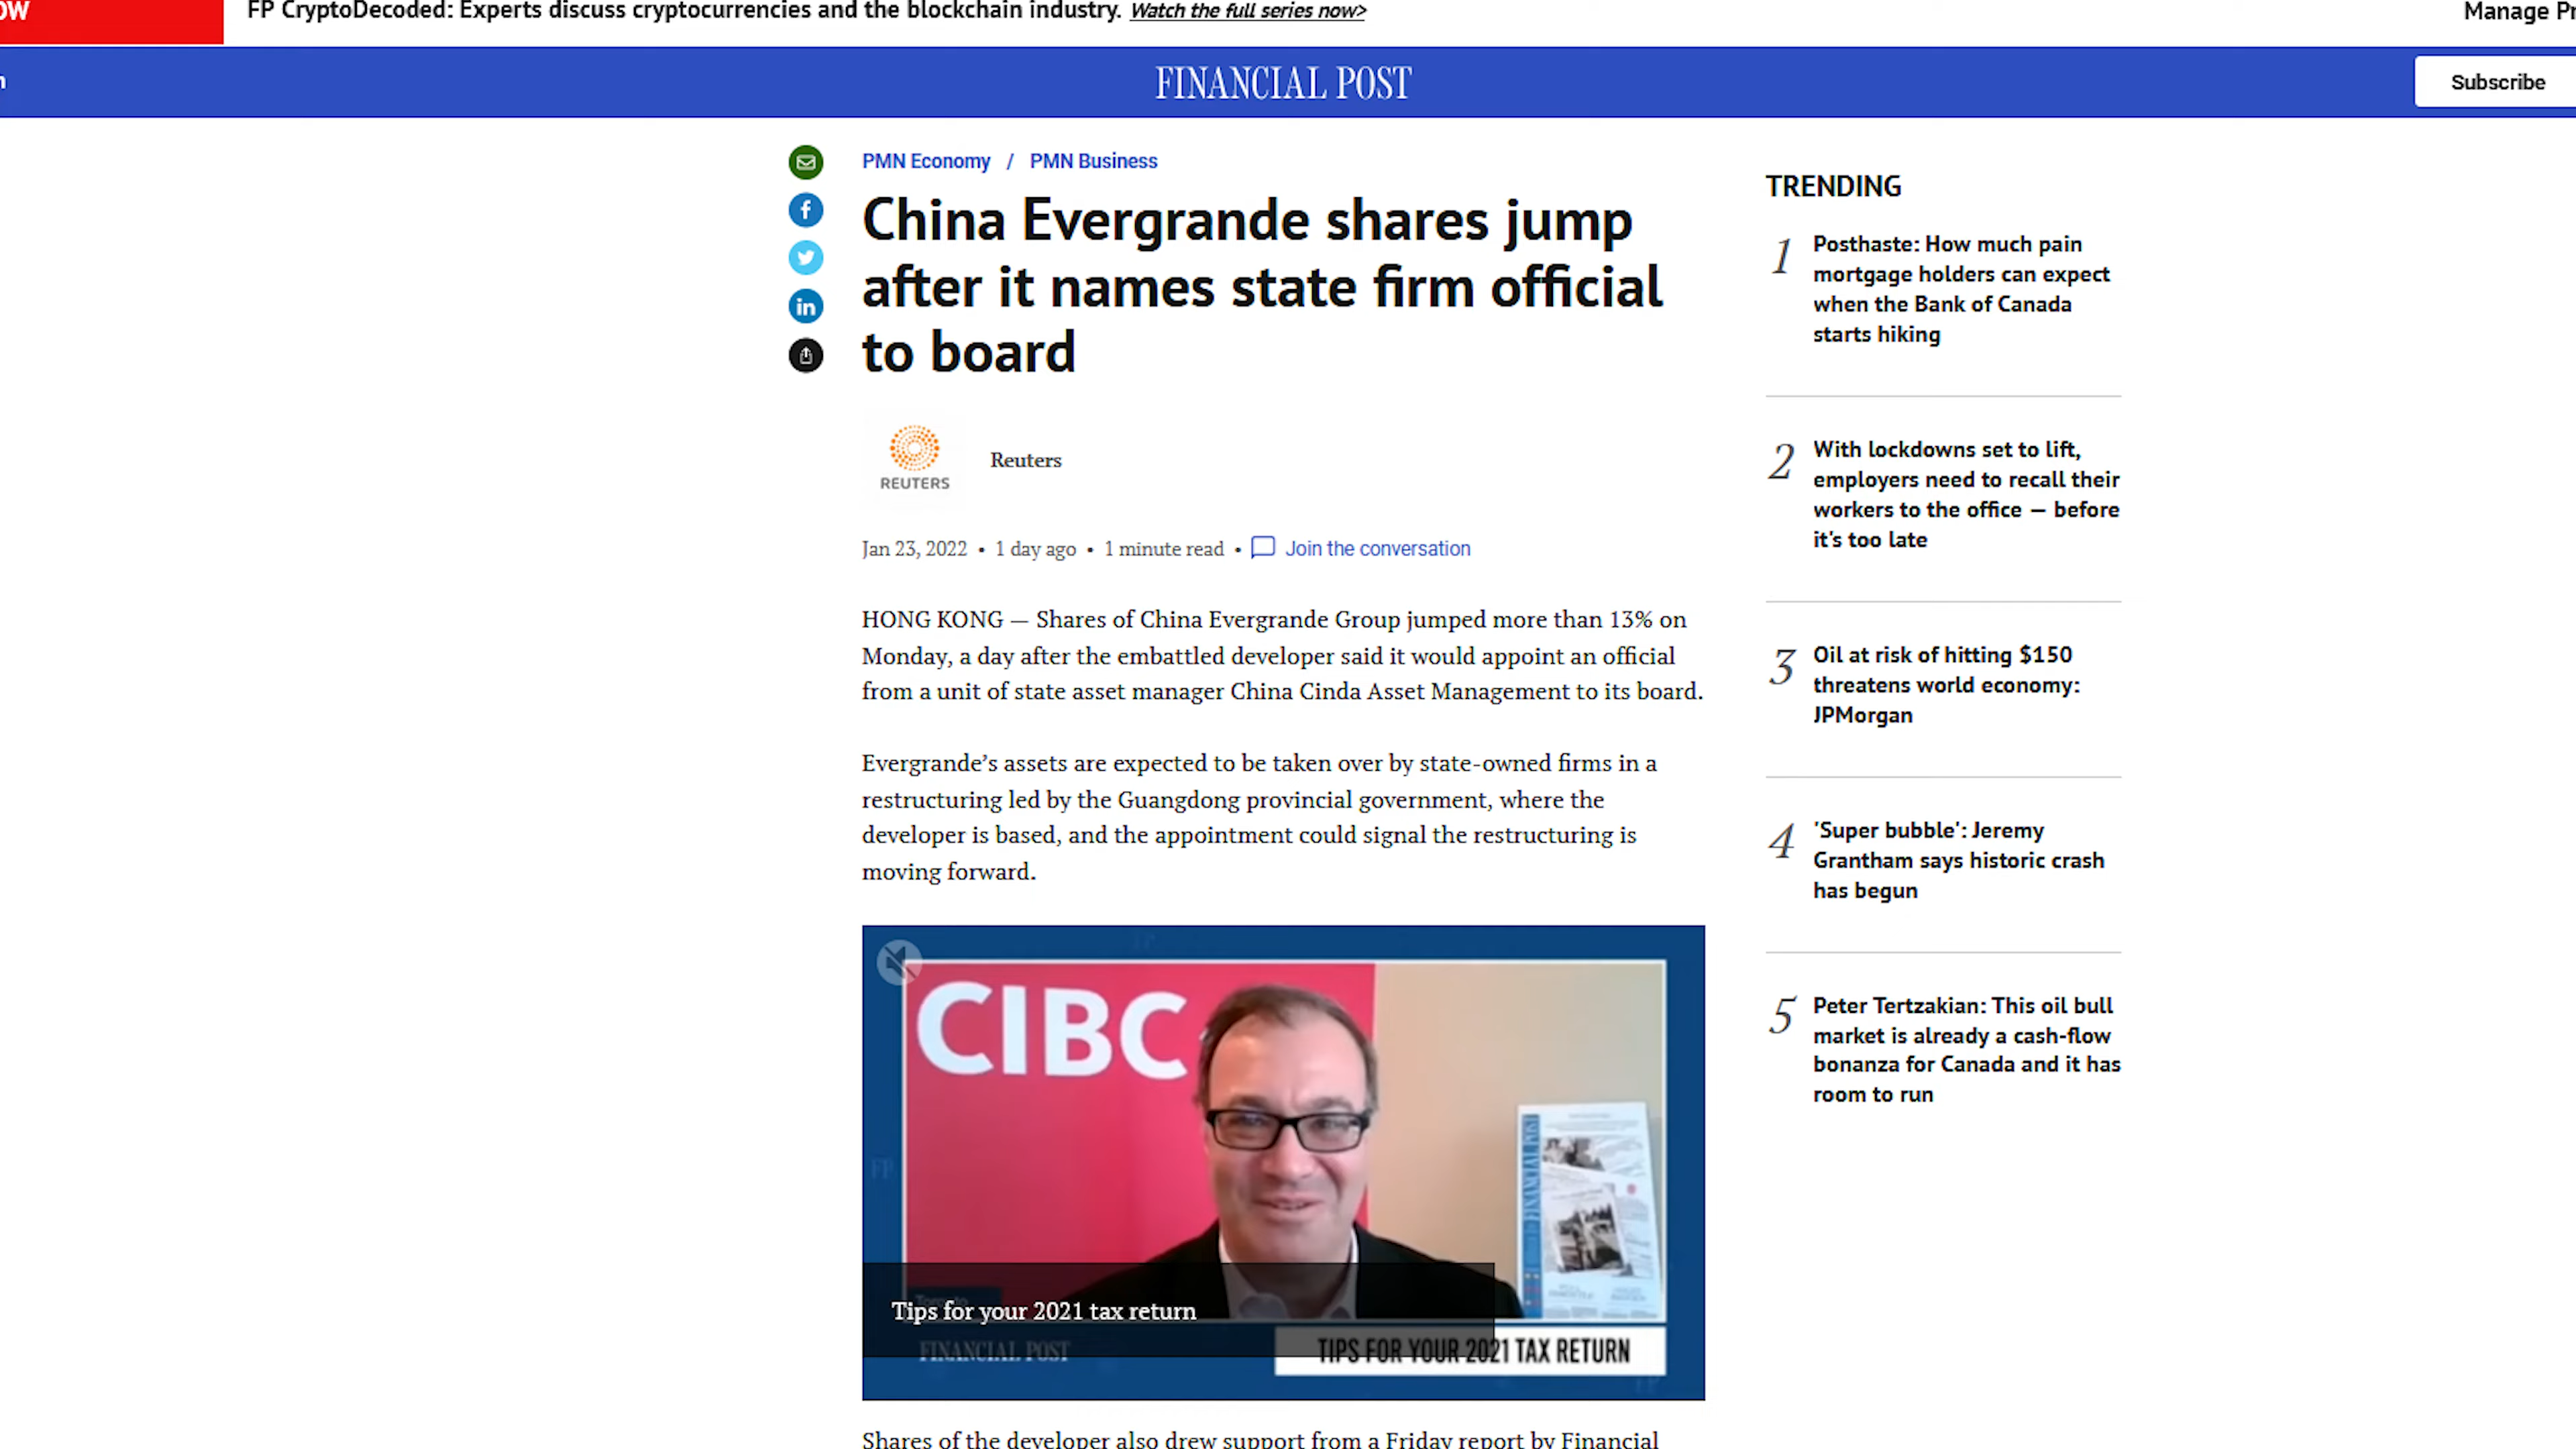 OW
FP CryptoDecoded: Experts discuss cryptocurrencies and the blockchain industry. Watch the full series now>
Manage Pr
n
FINANCIAL POST
Subscribe
PMN Economy / PMN Business
China Evergrande shares jump
after it names state firm official
to board
REUTERS
Reuters
Jan 23, 2022 • 1 day ago • 1 minute read • Join the conversation
HONG KONG — Shares of China Evergrande Group jumped more than 13% on
Monday, a day after the embattled developer said it would appoint an official
from a unit of state asset manager China Cinda Asset Management to its board.
Evergrande’s assets are expected to be taken over by state-owned firms in a
restructuring led by the Guangdong provincial government, where the
developer is based, and the appointment could signal the restructuring is
moving forward.
CIBC
FINANCIAL POST
Tips for your 2021 tax return
FINANCIAL POST
TIPS FOR YOUR 2021 TAX RETURN
Shares of the developer also drew support from a Friday report by Financial
TRENDING
1
Posthaste: How much pain
mortgage holders can expect
when the Bank of Canada
starts hiking
2
With lockdowns set to lift,
employers need to recall their
workers to the office — before
it's too late
3
Oil at risk of hitting $150
threatens world economy:
JPMorgan
4
'Super bubble': Jeremy
Grantham says historic crash
has begun
5
Peter Tertzakian: This oil bull
market is already a cash-flow
bonanza for Canada and it has
room to run